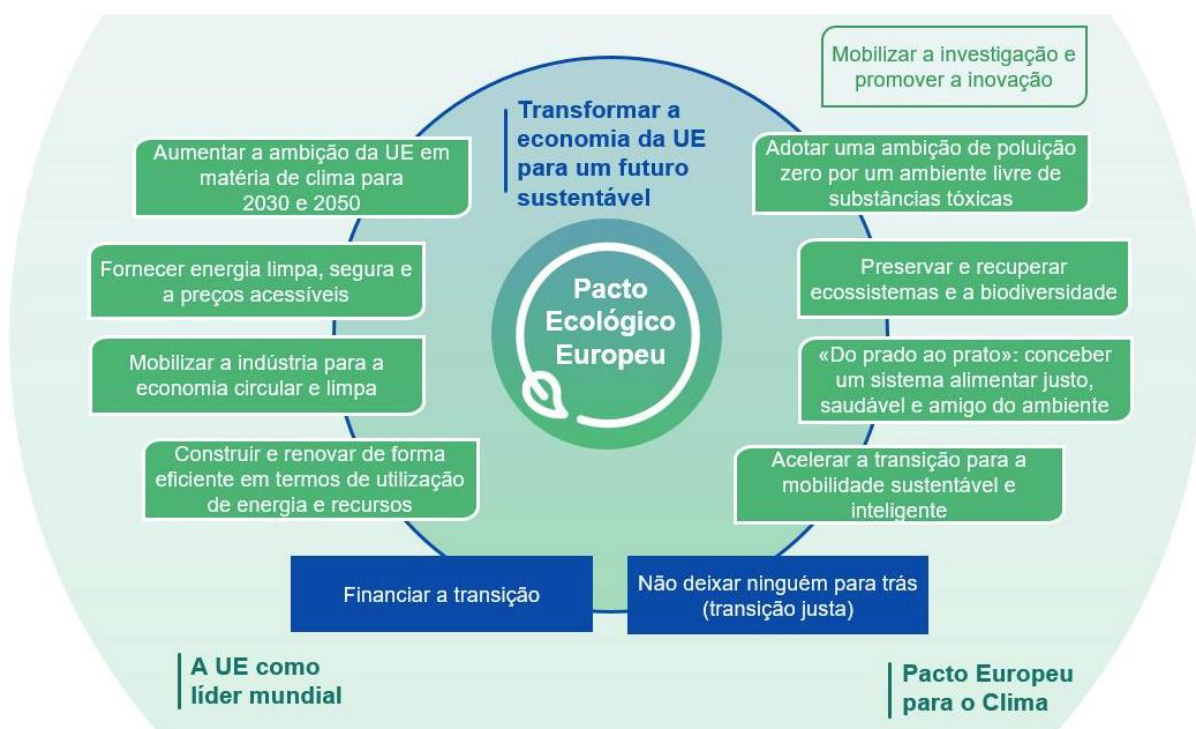 Mobilizar a investigação e
promover a inovação
Transformar a
economia da UE
para um futuro
sustentável
Aumentar a ambição da UE em
matéria de clima para
2030 e 2050
Adotar uma ambição de poluição
zero por um ambiente livre de
substâncias tóxicas
Fornecer energia limpa, segura e
a preços acessíveis
Preservar e recuperar
ecossistemas e a biodiversidade
Pacto
Ecológico
Europeu
Mobilizar a indústria para a
economia circular e limpa
«Do prado ao prato»: conceber
um sistema alimentar justo,
saudável e amigo do ambiente
Construir e renovar de forma
eficiente em termos de utilização
de energia e recursos
Acelerar a transição para a
mobilidade sustentável e
inteligente
Financiar a transição
Não deixar ninguém para trás
(transição justa)
A UE como
líder mundial
Pacto Europeu
para o Clima